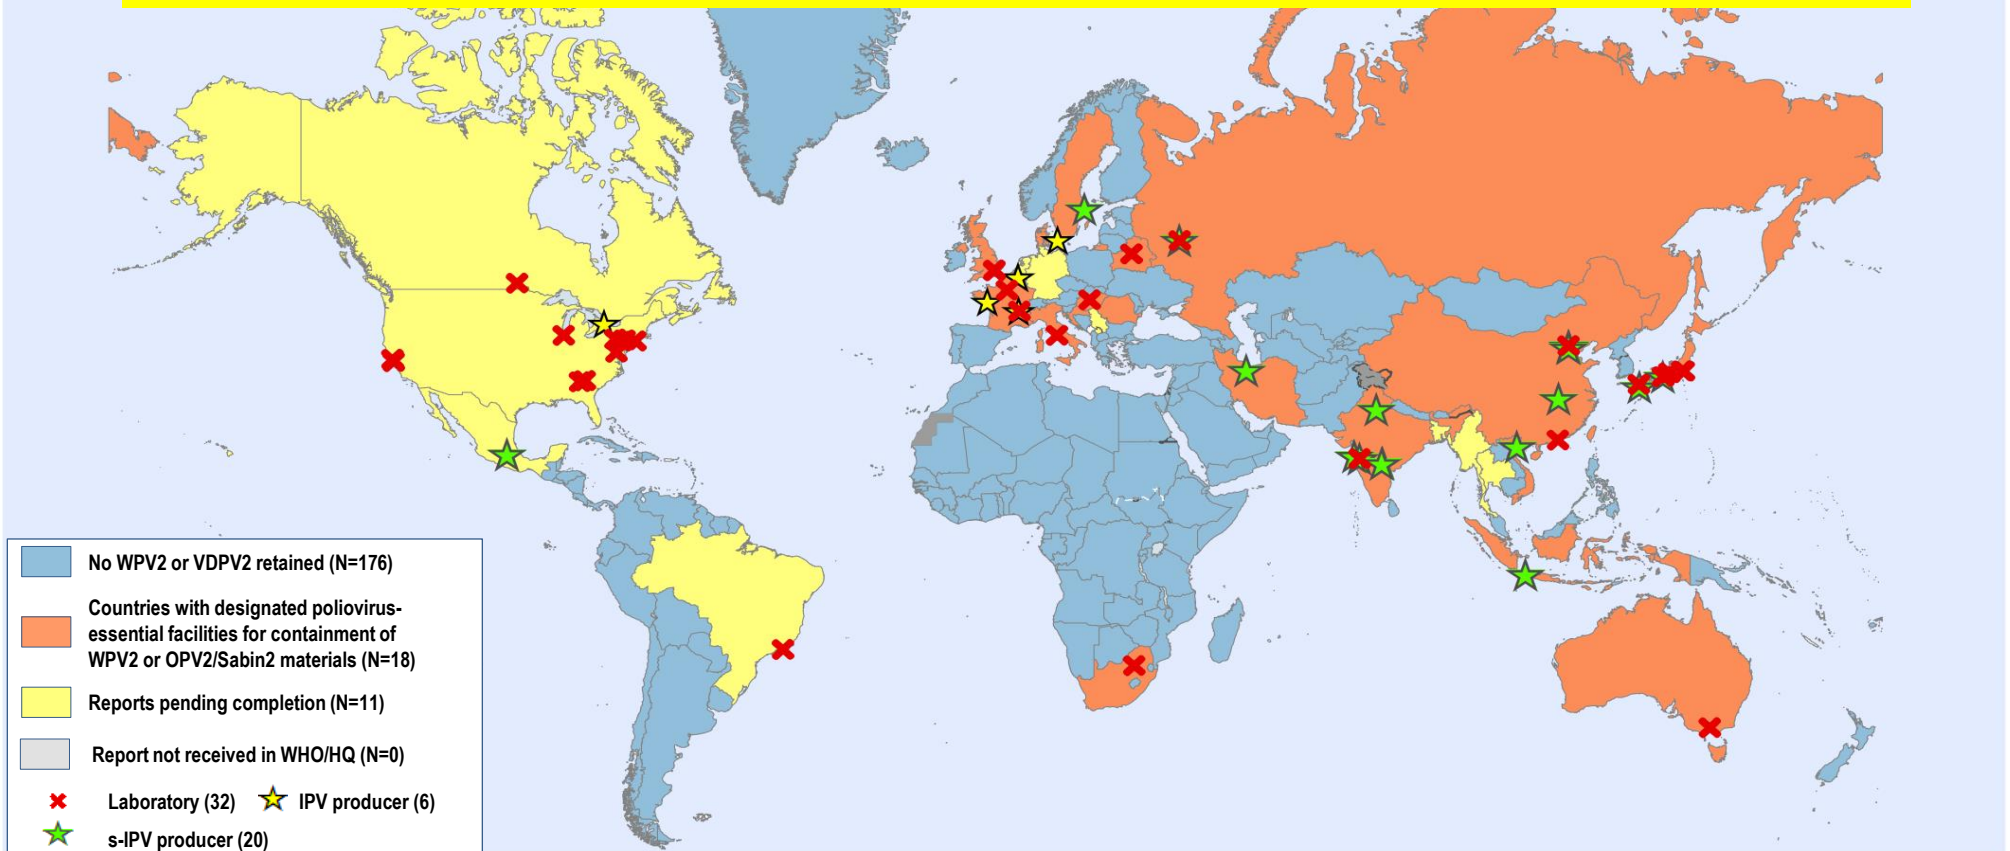 No WPV2 or VDPV2 retained (N=176)
Countries with designated poliovirus-
essential facilities for containment of
WPV2 or OPV2/Sabin2 materials (N=18)
Reports pending completion (N=11)
Report not received in WHO/HQ (N=0)
Laboratory (32) IPV producer (6)
s-IPV producer (20)